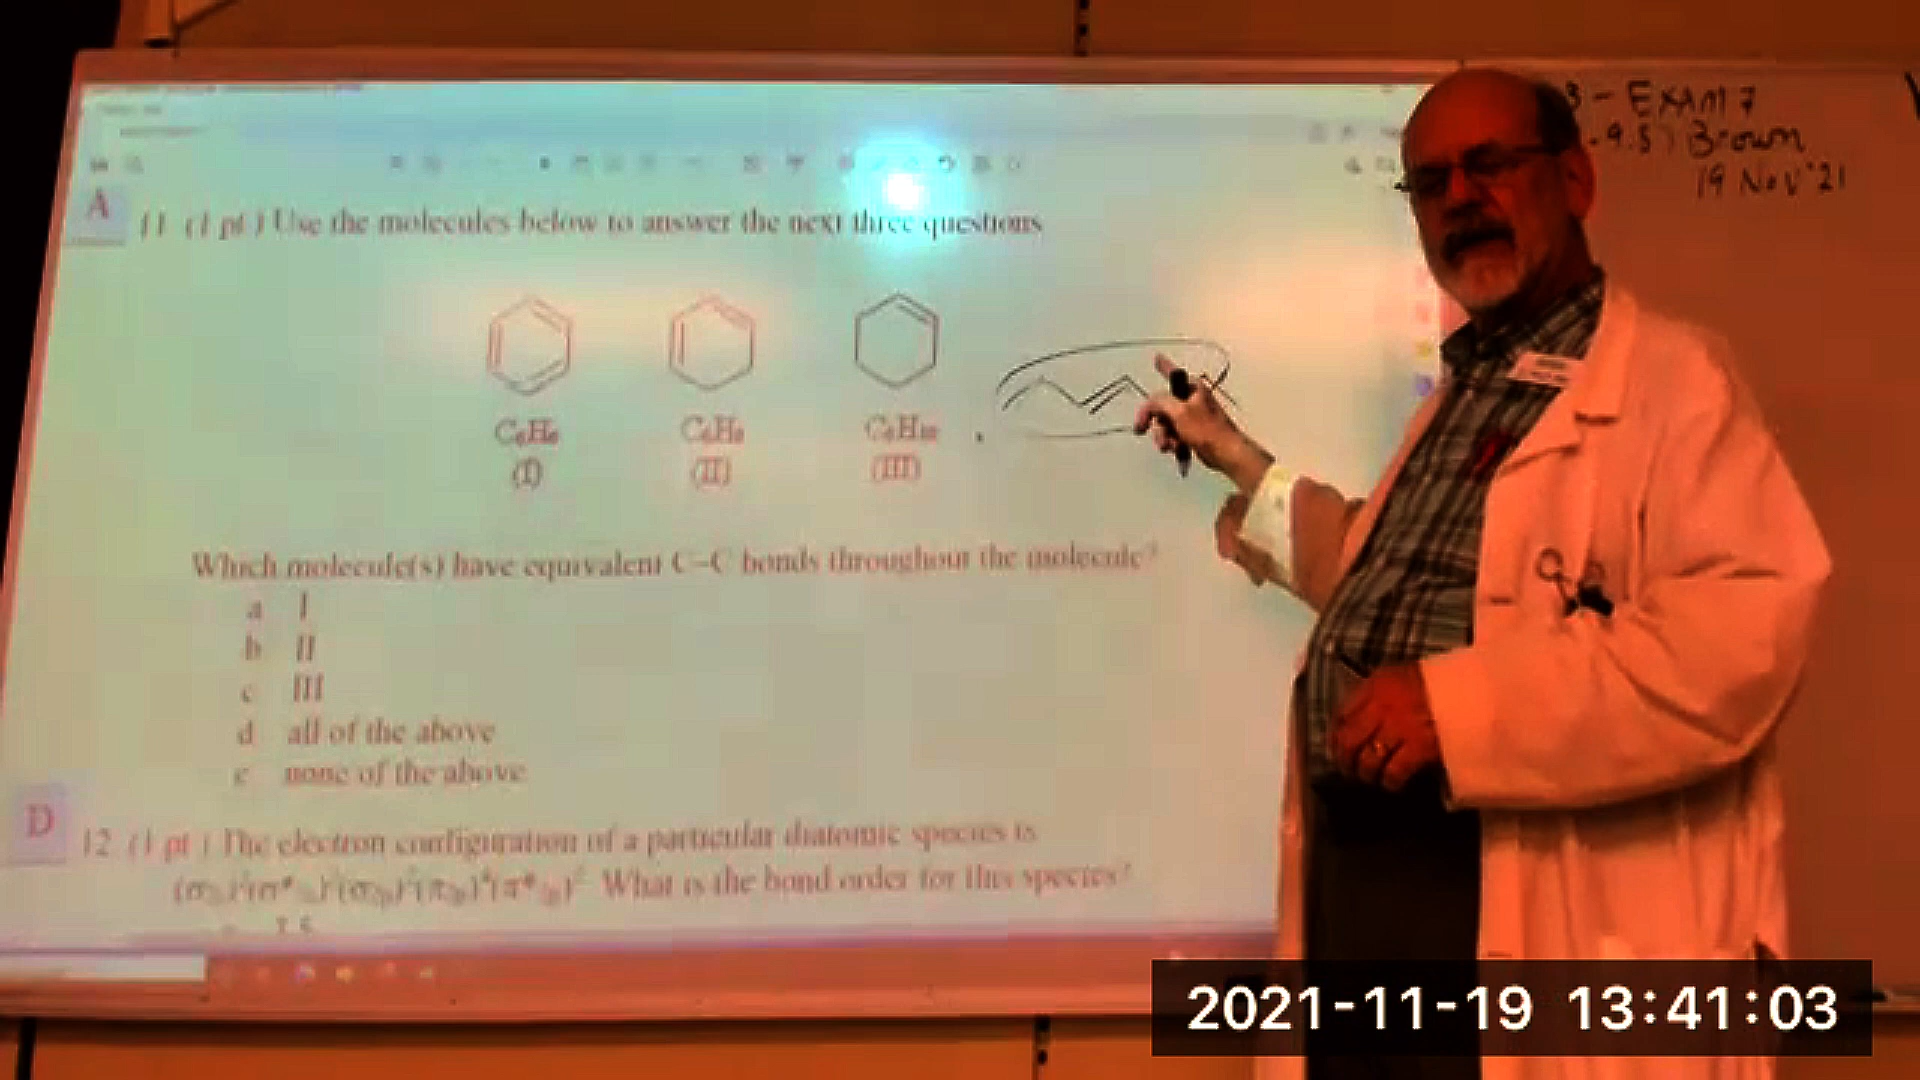 3 - EXAM 7
-9.5) Brown
19 Nov '21
A
11 (1 pt) Use the molecules below to answer the next three questions
C₆H₆
C₆H₈
C₆H₁₀
(I)
(II)
(III)
Which molecule(s) have equivalent C–C bonds throughout the molecule?
a I
b II
c III
d all of the above
e none of the above
D
12 (1 pt) The electron configuration of a particular diatomic species is
What is the bond order for this species?
2021-11-19 13:41:03